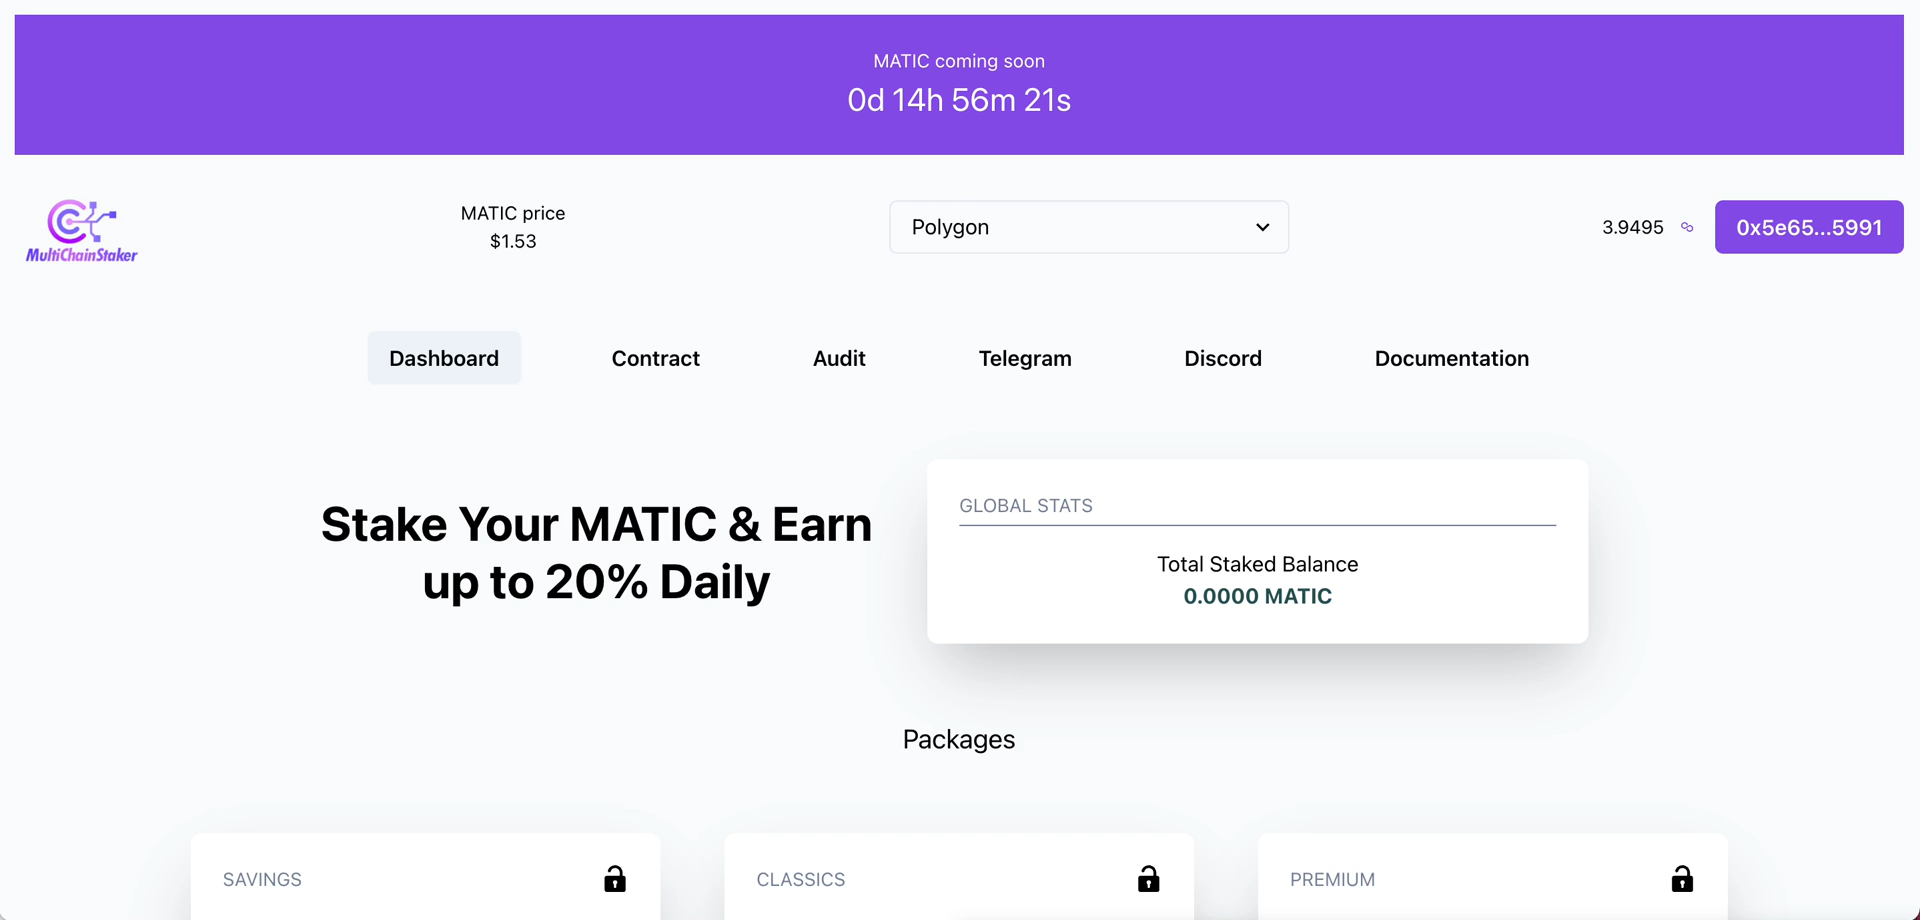 MATIC coming soon
0d 14h 56m 21s
MultiChainStaker
MATIC price
$1.53
Polygon
3.9495
0x5e65...5991
Dashboard
Contract
Audit
Telegram
Discord
Documentation
Stake Your MATIC & Earn
up to 20% Daily
GLOBAL STATS
Total Staked Balance
0.0000 MATIC
Packages
SAVINGS
CLASSICS
PREMIUM